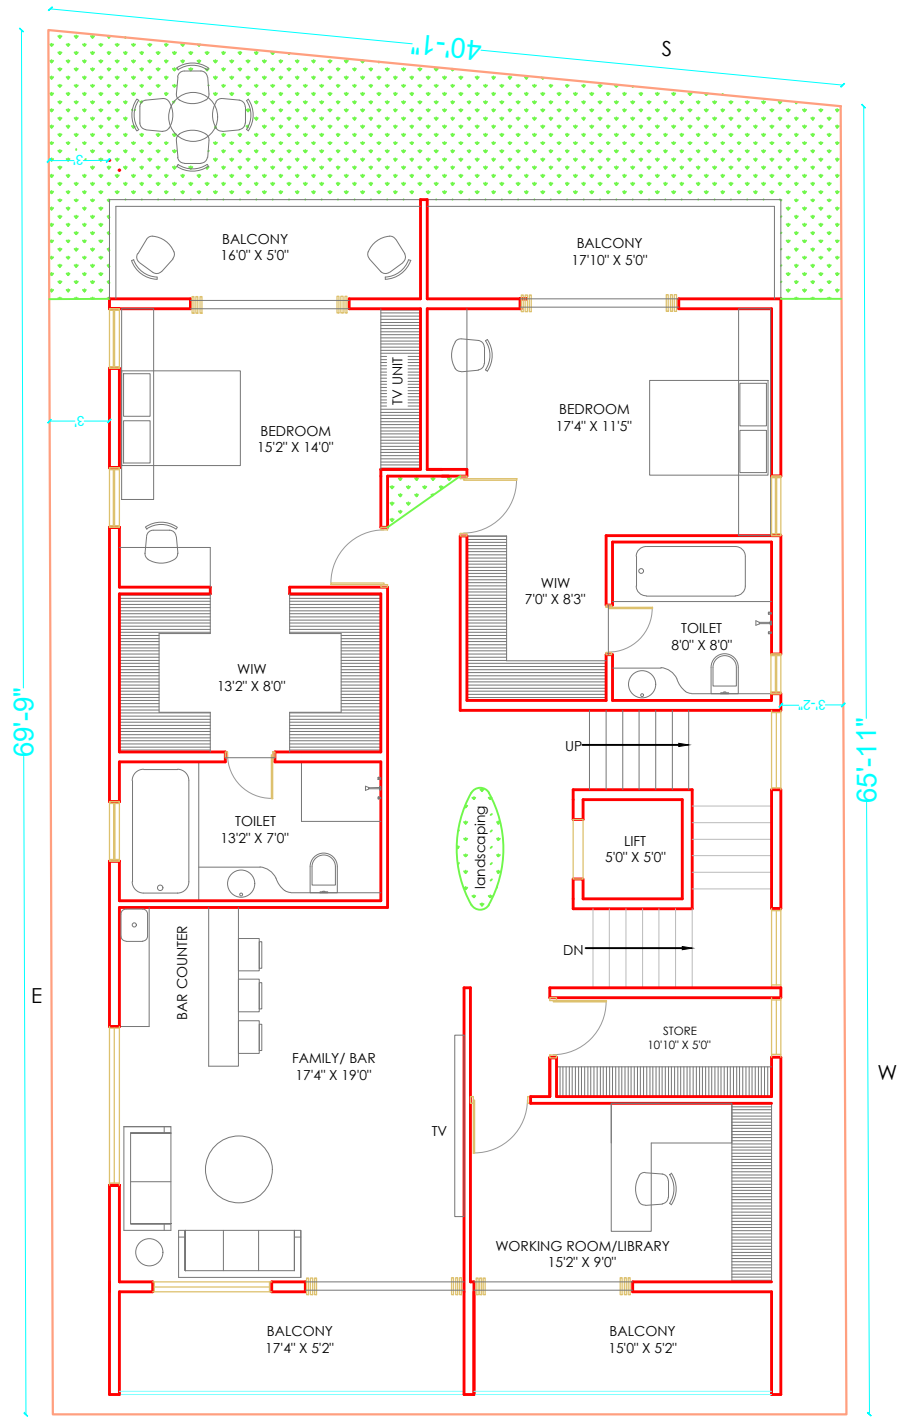 40'-1"
S
3'
BALCONY
16'0" X 5'0"
BALCONY
17'10" X 5'0"
TV UNIT
3'
BEDROOM
15'2" X 14'0"
BEDROOM
17'4" X 11'5"
WIW
7'0" X 8'3"
TOILET
8'0" X 8'0"
WIW
13'2" X 8'0"
69'-9"
3'-2"
65'-11"
UP
TOILET
13'2" X 7'0"
landscaping
LIFT
5'0" X 5'0"
DN
BAR COUNTER
E
STORE
10'10" X 5'0"
FAMILY/ BAR
17'4" X 19'0"
W
TV
WORKING ROOM/LIBRARY
15'2" X 9'0"
BALCONY
17'4" X 5'2"
BALCONY
15'0" X 5'2"